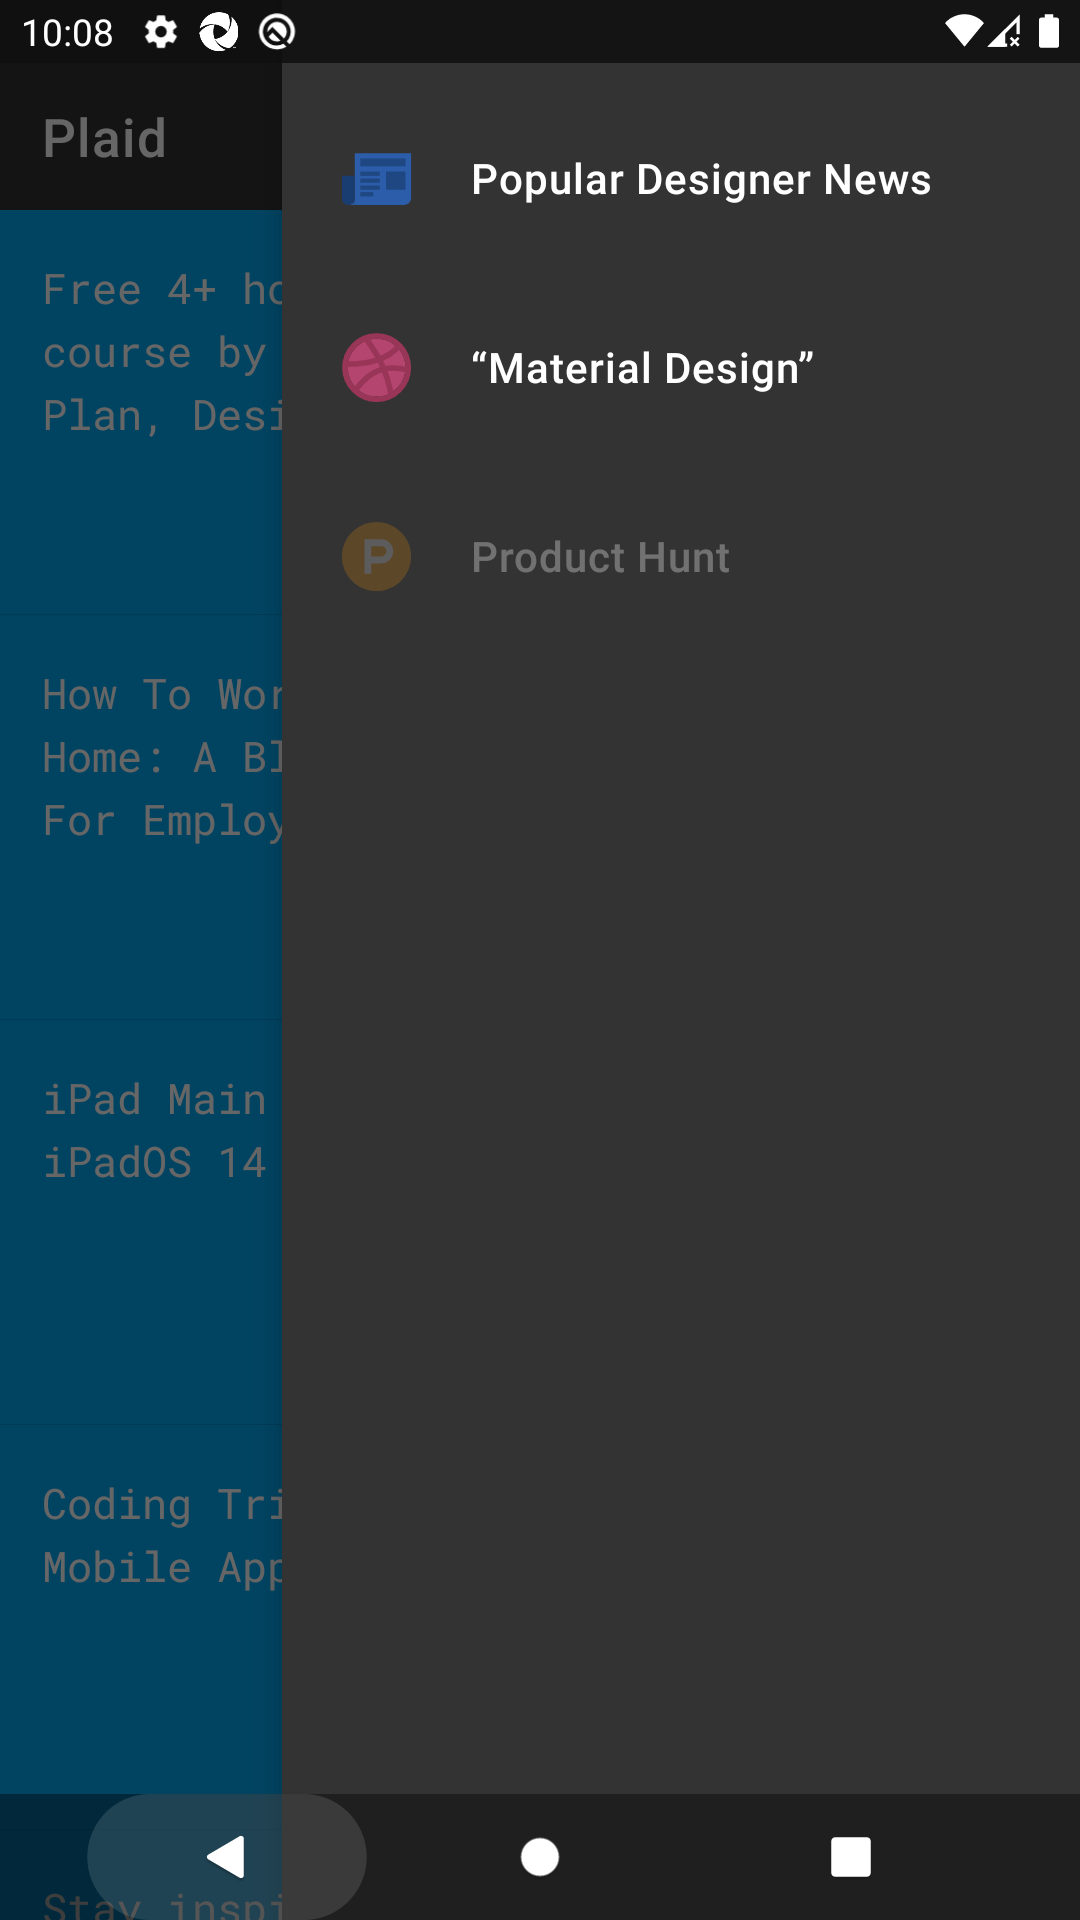 10:08
Plaid
Popular Designer News
“Material Design”
P Product Hunt
Free 4+ ho
course by
Plan, Desi
How To Wor
Home: A Bl
For Employ
iPad Main
iPadOS 14
Coding Tri
Mobile App
Stay inspi